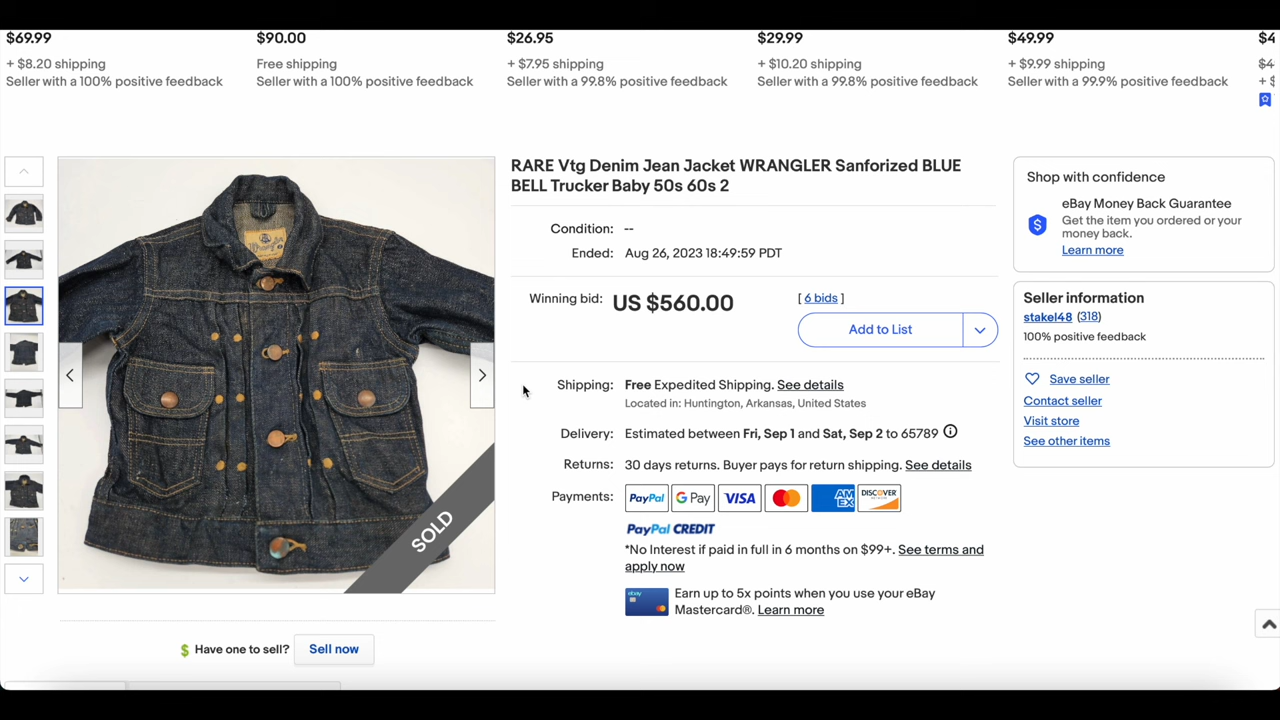 $69.99
$90.00
$26.95
$29.99
$49.99
+ $8.20 shipping
Free shipping
+ $7.95 shipping
+ $10.20 shipping
+ $9.99 shipping
Seller with a 100% positive feedback
Seller with a 100% positive feedback
Seller with a 99.8% positive feedback
Seller with a 99.8% positive feedback
Seller with a 99.9% positive feedback
RARE Vtg Denim Jean Jacket WRANGLER Sanforized BLUE
BELL Trucker Baby 50s 60s 2
Condition: --
Ended: Aug 26, 2023 18:49:59 PDT
Winning bid: US $560.00
[ 6 bids ]
Add to List
Shipping: Free Expedited Shipping. See details
Located in: Huntington, Arkansas, United States
Delivery: Estimated between Fri, Sep 1 and Sat, Sep 2 to 65789
Returns: 30 days returns. Buyer pays for return shipping. See details
Payments: PayPal G Pay VISA AM EX DISCOVER
PayPal CREDIT
*No Interest if paid in full in 6 months on $99+. See terms and
apply now
ebay
Earn up to 5x points when you use your eBay
Mastercard®. Learn more
Shop with confidence
eBay Money Back Guarantee
Get the item you ordered or your
money back.
Learn more
Seller information
stakel48 (318)
100% positive feedback
Save seller
Contact seller
Visit store
See other items
Wrangler
SOLD
Have one to sell? Sell now